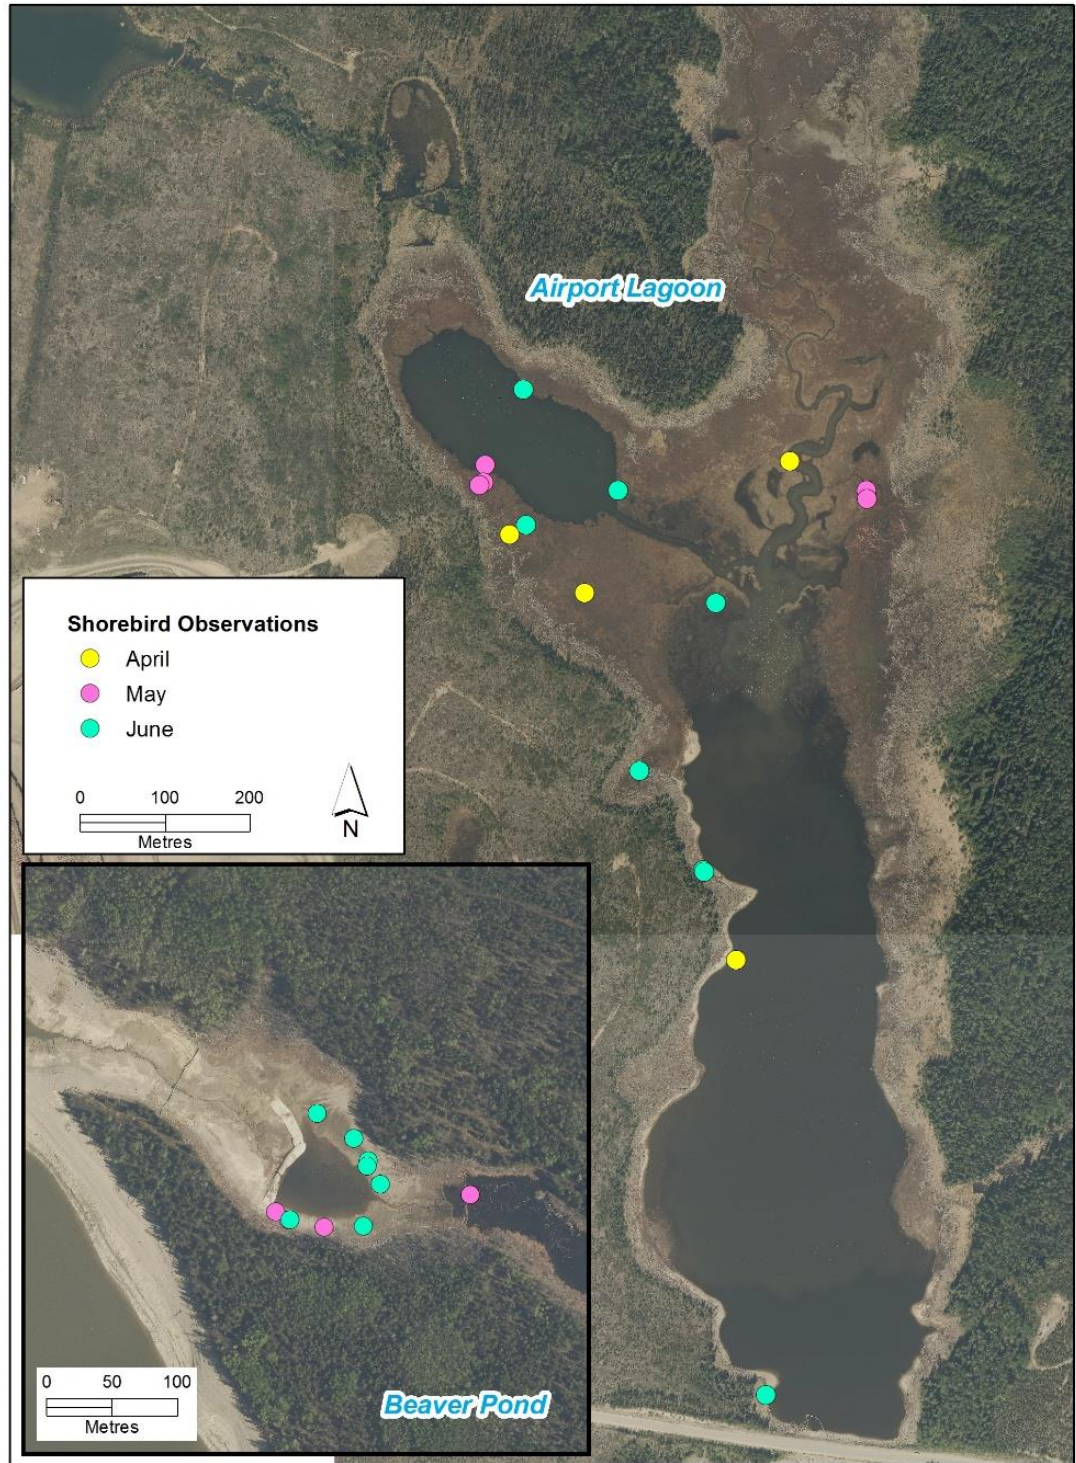 Airport Lagoon
Shorebird Observations
April
May
June
0 100 200
Metres
N
0 50 100
Metres
Beaver Pond